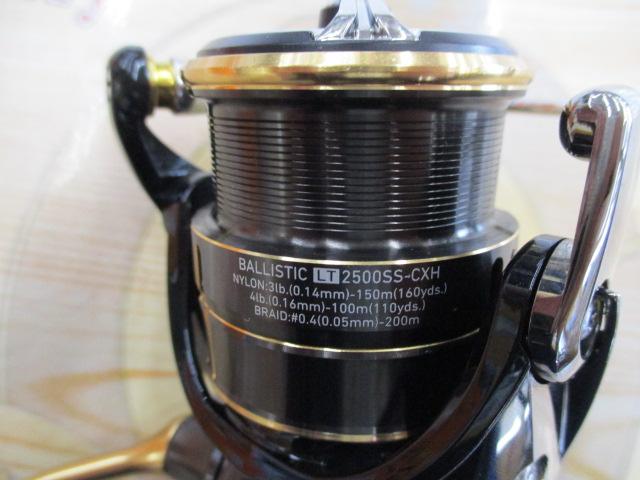 BALLISTIC LT 2500SS-CXH
NYLON:3lb.(0.14mm)-150m(160yds.)
4lb.(0.16mm)-100m(110yds.)
BRAID:#0.4(0.05mm)-200m